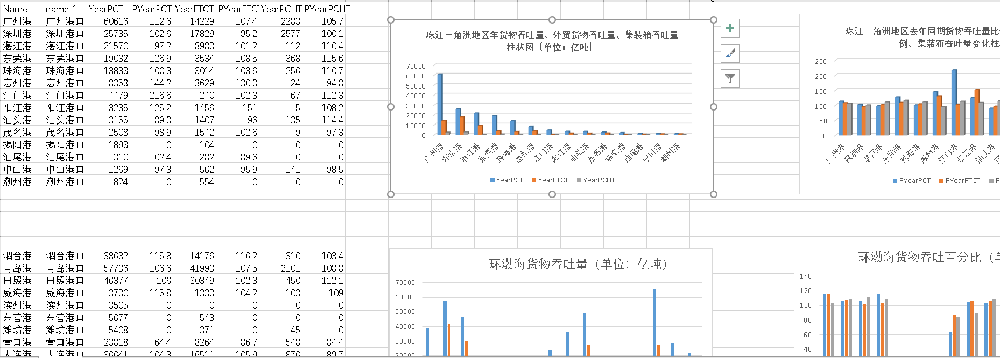 Name name_1 YearPCT PYearPCT YearFTCT PYearFTC YearPCHT PYearPCHT
广州港 广州港口 60616 112.6 14229 107.4 2283 105.7
深圳港 深圳港口 25785 102.6 17829 95.2 2577 100.1
湛江港 湛江港口 21570 97.2 8983 101.2 112 110.4
东莞港 东莞港口 19032 126.9 3534 108.5 368 115.6
珠海港 珠海港口 13838 100.3 3014 103.6 256 110.7
惠州港 惠州港口 8353 144.2 3629 130.3 24 94.8
江门港 江门港口 4479 216.6 240 102.3 67 112.3
阳江港 阳江港口 3235 125.2 1456 151 5 108.2
汕头港 汕头港口 3155 89.3 1407 96 135 114.4
茂名港 茂名港口 2508 98.9 1542 102.6 9 97.3
揭阳港 揭阳港口 1898 0 104 0 0 0
汕尾港 汕尾港口 1310 102.4 282 89.6 0 0
中山港 中山港口 1269 97.8 562 95.9 141 98.5
潮州港 潮州港口 824 0 554 0 0 0
烟台港 烟台港口 38632 115.8 14176 116.2 310 103.4
青岛港 青岛港口 57736 106.6 41993 107.5 2101 108.8
日照港 日照港口 46377 106 30349 102.8 450 112.1
威海港 威海港口 3730 115.8 1333 104.2 103 109
滨州港 滨州港口 3505 0 0 0 0 0
东营港 东营港口 5677 0 548 0 0 0
潍坊港 潍坊港口 5408 0 371 0 45 0
营口港 营口港口 23818 64.4 8264 86.7 548 84.4
大连港 大连港口 36641 104.3 16511 105.9 876 89.7
珠江三角洲地区年货物吞吐量、外贸货物吞吐量、集装箱吞吐量
柱状图（单位：亿吨）
70000
60000
50000
40000
30000
20000
10000
0
广州港 深圳港 湛江港 东莞港 珠海港 惠州港 江门港 阳江港 汕头港 茂名港 揭阳港 汕尾港 中山港 潮州港
YearPCT YearFTCT YearPCHT
珠江三角洲地区去年同期货物吞吐量比
例、集装箱吞吐量变化柱
250
200
150
100
50
0
广州港 深圳港 湛江港 东莞港 珠海港 惠州港 江门港 阳江港 汕头港
PYearPCT PYearFTCT P
环渤海货物吞吐量（单位：亿吨）
70000
60000
50000
40000
30000
20000
环渤海货物吞吐百分比（单
140
120
100
80
60
40